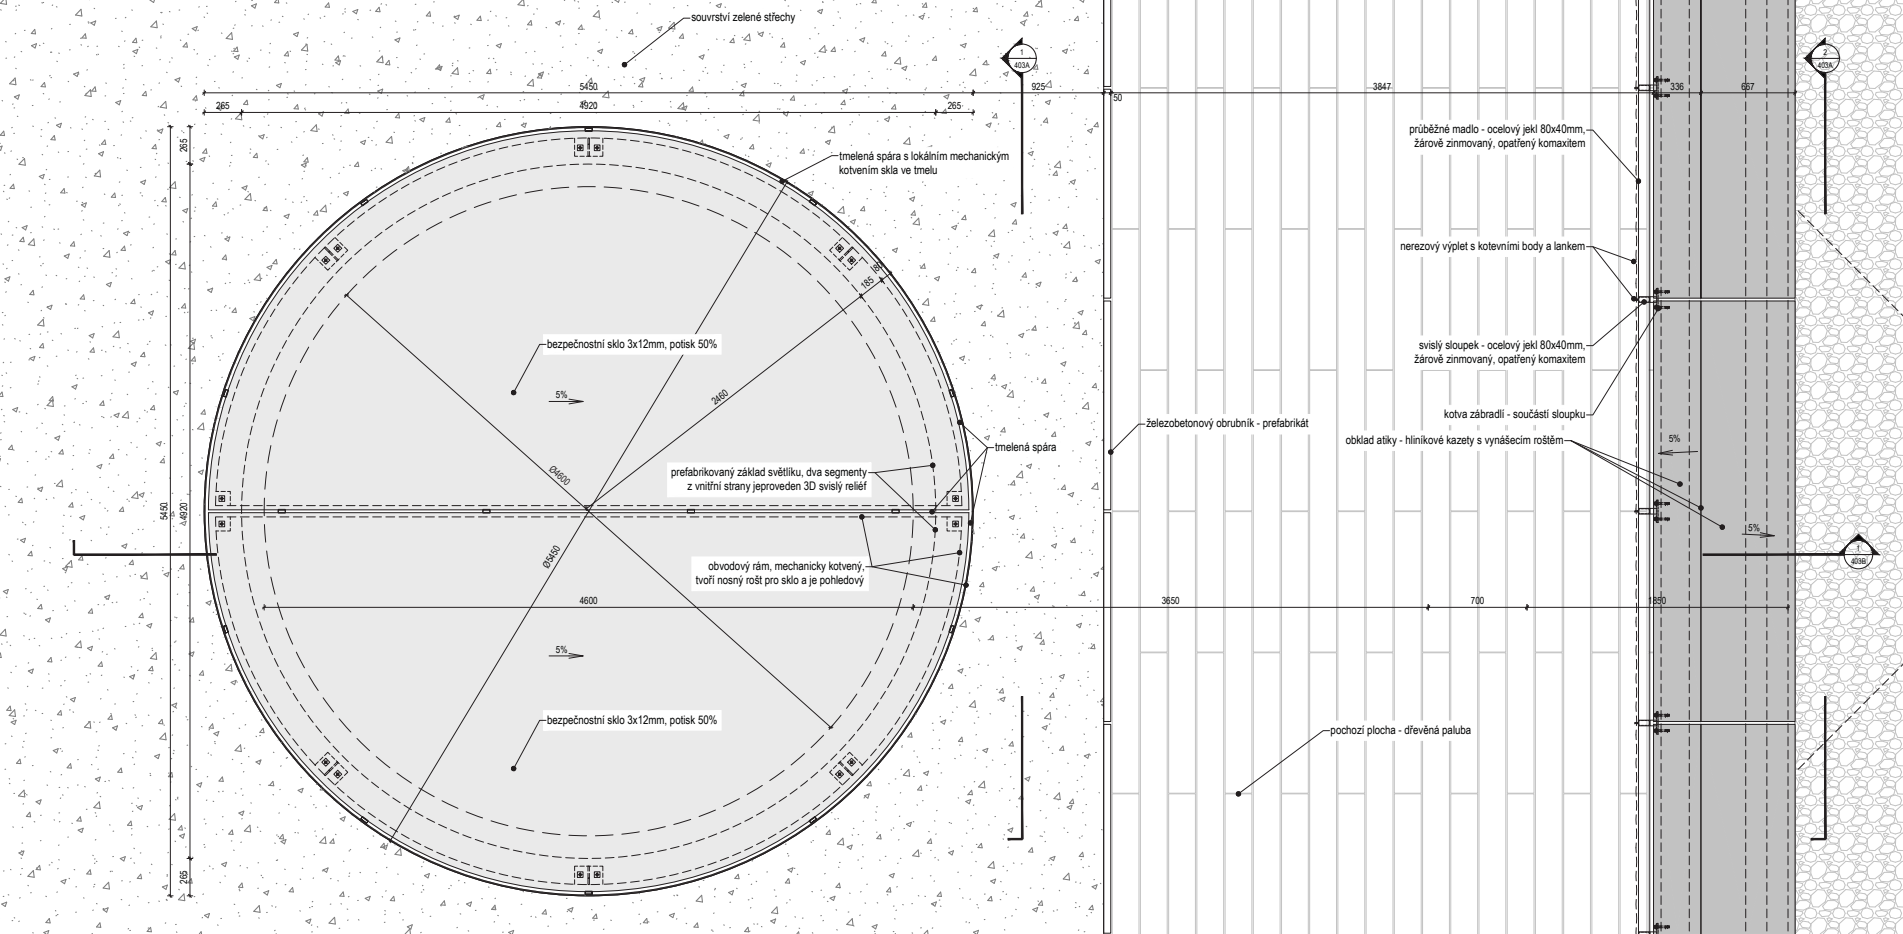 souvrství zelené střechy
1
403A
2
403A
5450
925
50
3847
336
667
265
4920
265
265
průběžné madlo - ocelový jekl 80x40mm,
žárově zinmovaný, opatřený komaxitem
tmelená spára s lokálním mechanickým
kotvením skla ve tmelu
nerezový výplet s kotevními body a lankem
185
80
bezpečnostní sklo 3x12mm, potisk 50%
svislý sloupek - ocelový jekl 80x40mm,
žárově zinmovaný, opatřený komaxitem
5%
2460
kotva zábradlí - součástí sloupku
železobetonový obrubník - prefabrikát
obklad atiky - hliníkové kazety s vynášecím roštěm
5%
tmelená spára
Ø4600
prefabrikovaný základ světlíku, dva segmenty
z vnitřní strany jeproveden 3D svislý reliéf
5450
4920
5%
1
403B
Ø5450
obvodový rám, mechanicky kotvený,
tvoří nosný rošt pro sklo a je pohledový
4600
3650
700
1850
5%
bezpečnostní sklo 3x12mm, potisk 50%
pochozí plocha - dřevěná paluba
265